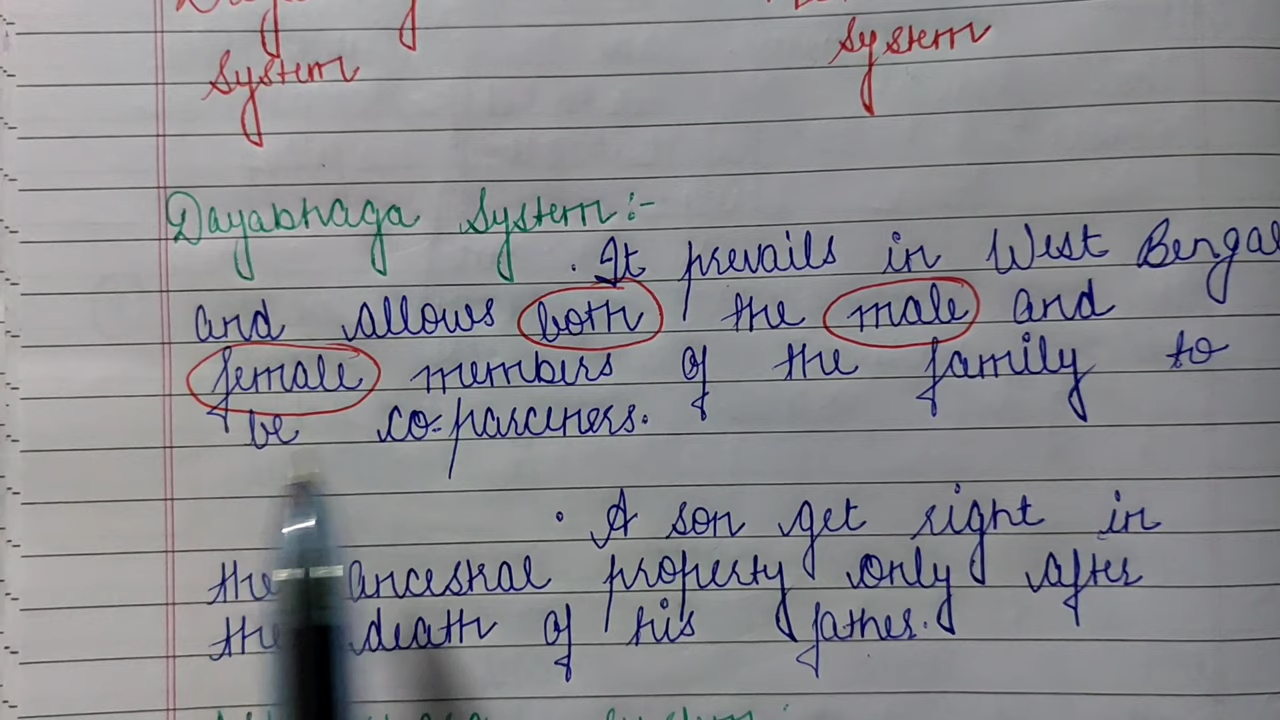 System System
Dayabhaga System:-
· It prevails in West Bengal
and allows both the male and
female members of the family to
be co-parceners.
· A son get right in
the ancestral property only after
the death of his father.
System: